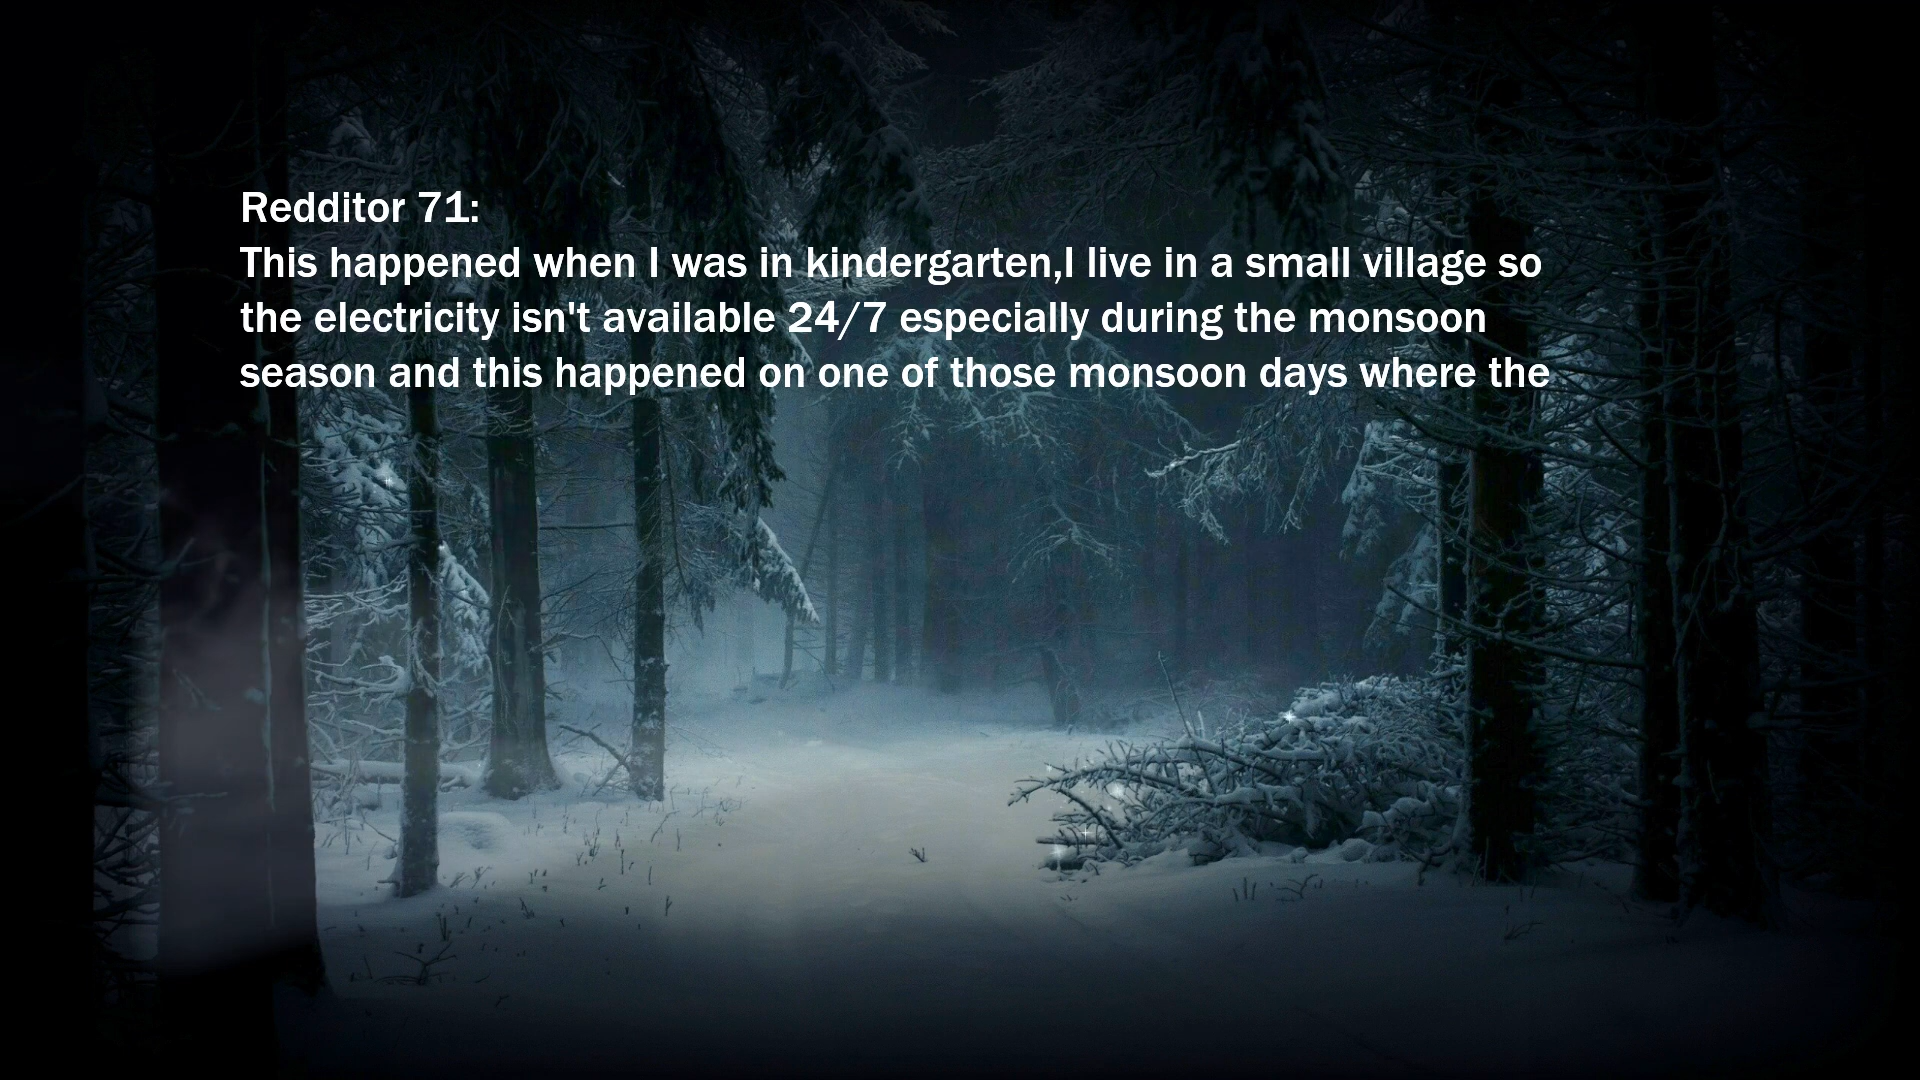 Redditor 71:
This happened when I was in kindergarten,I live in a small village so
the electricity isn't available 24/7 especially during the monsoon
season and this happened on one of those monsoon days where the